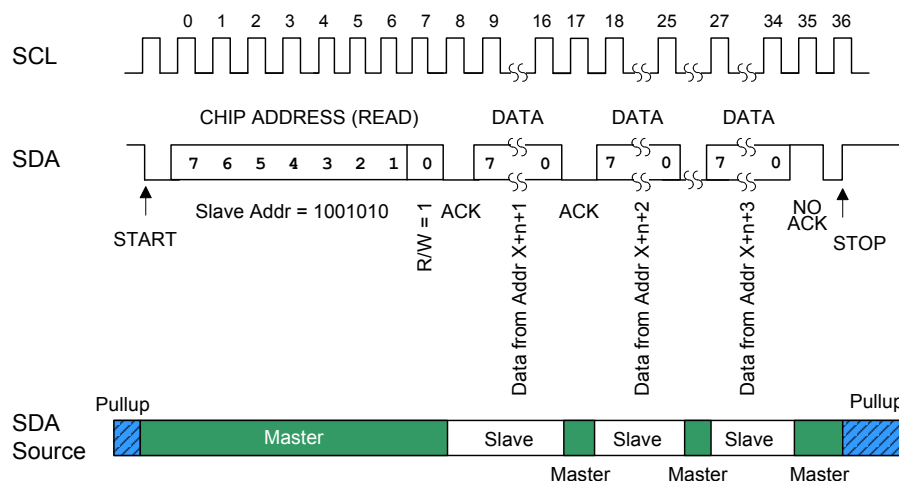 0 1 2 3 4 5 6 7 8 9 16 17 18 25 27 34 35 36
SCL
CHIP ADDRESS (READ) DATA DATA DATA
SDA
7 6 5 4 3 2 1 0 7 0 7 0 7 0
START
Slave Addr = 1001010
R/W = 1
ACK
Data from Addr X+n+1
ACK
Data from Addr X+n+2
Data from Addr X+n+3
NO
ACK
STOP
Pullup Pullup
SDA
Source
Master Slave Slave Slave
Master Master Master